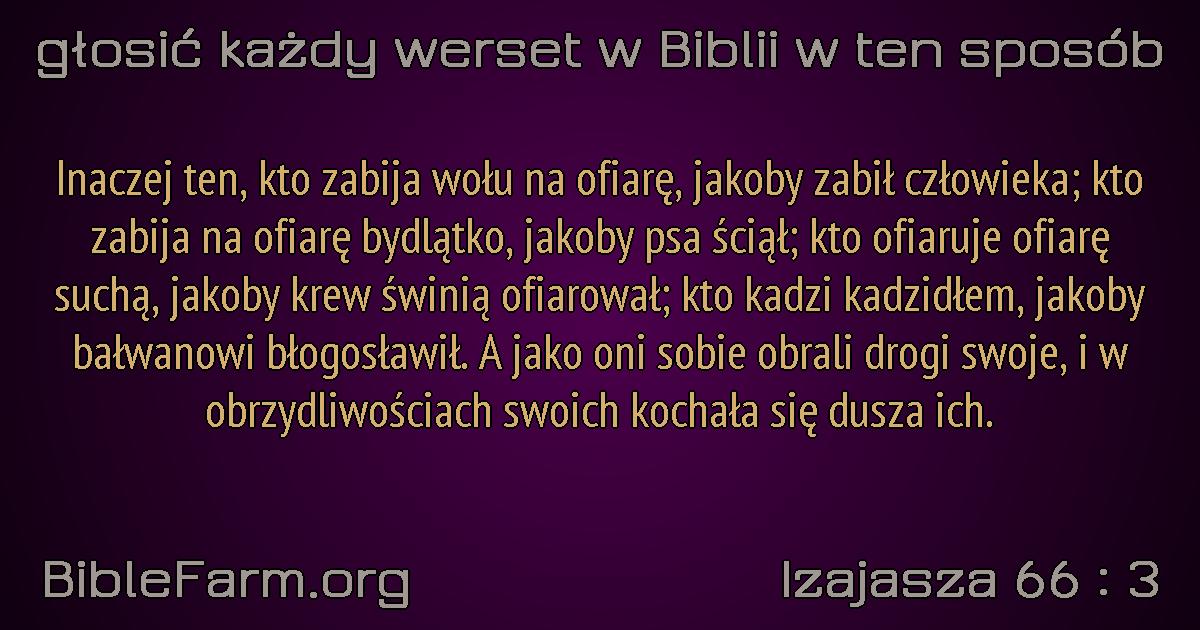 głosić każdy werset w Biblii w ten sposób
Inaczej ten, kto zabija wołu na ofiarę, jakoby zabił człowieka; kto
zabija na ofiarę bydlątko, jakoby psa ściął; kto ofiaruje ofiarę
suchą, jakoby krew świnią ofiarował; kto kadzi kadzidłem, jakoby
bałwanowi błogosławił. A jako oni sobie obrali drogi swoje, i w
obrzydliwościach swoich kochała się dusza ich.
BibleFarm.org
Izajasza 66 : 3